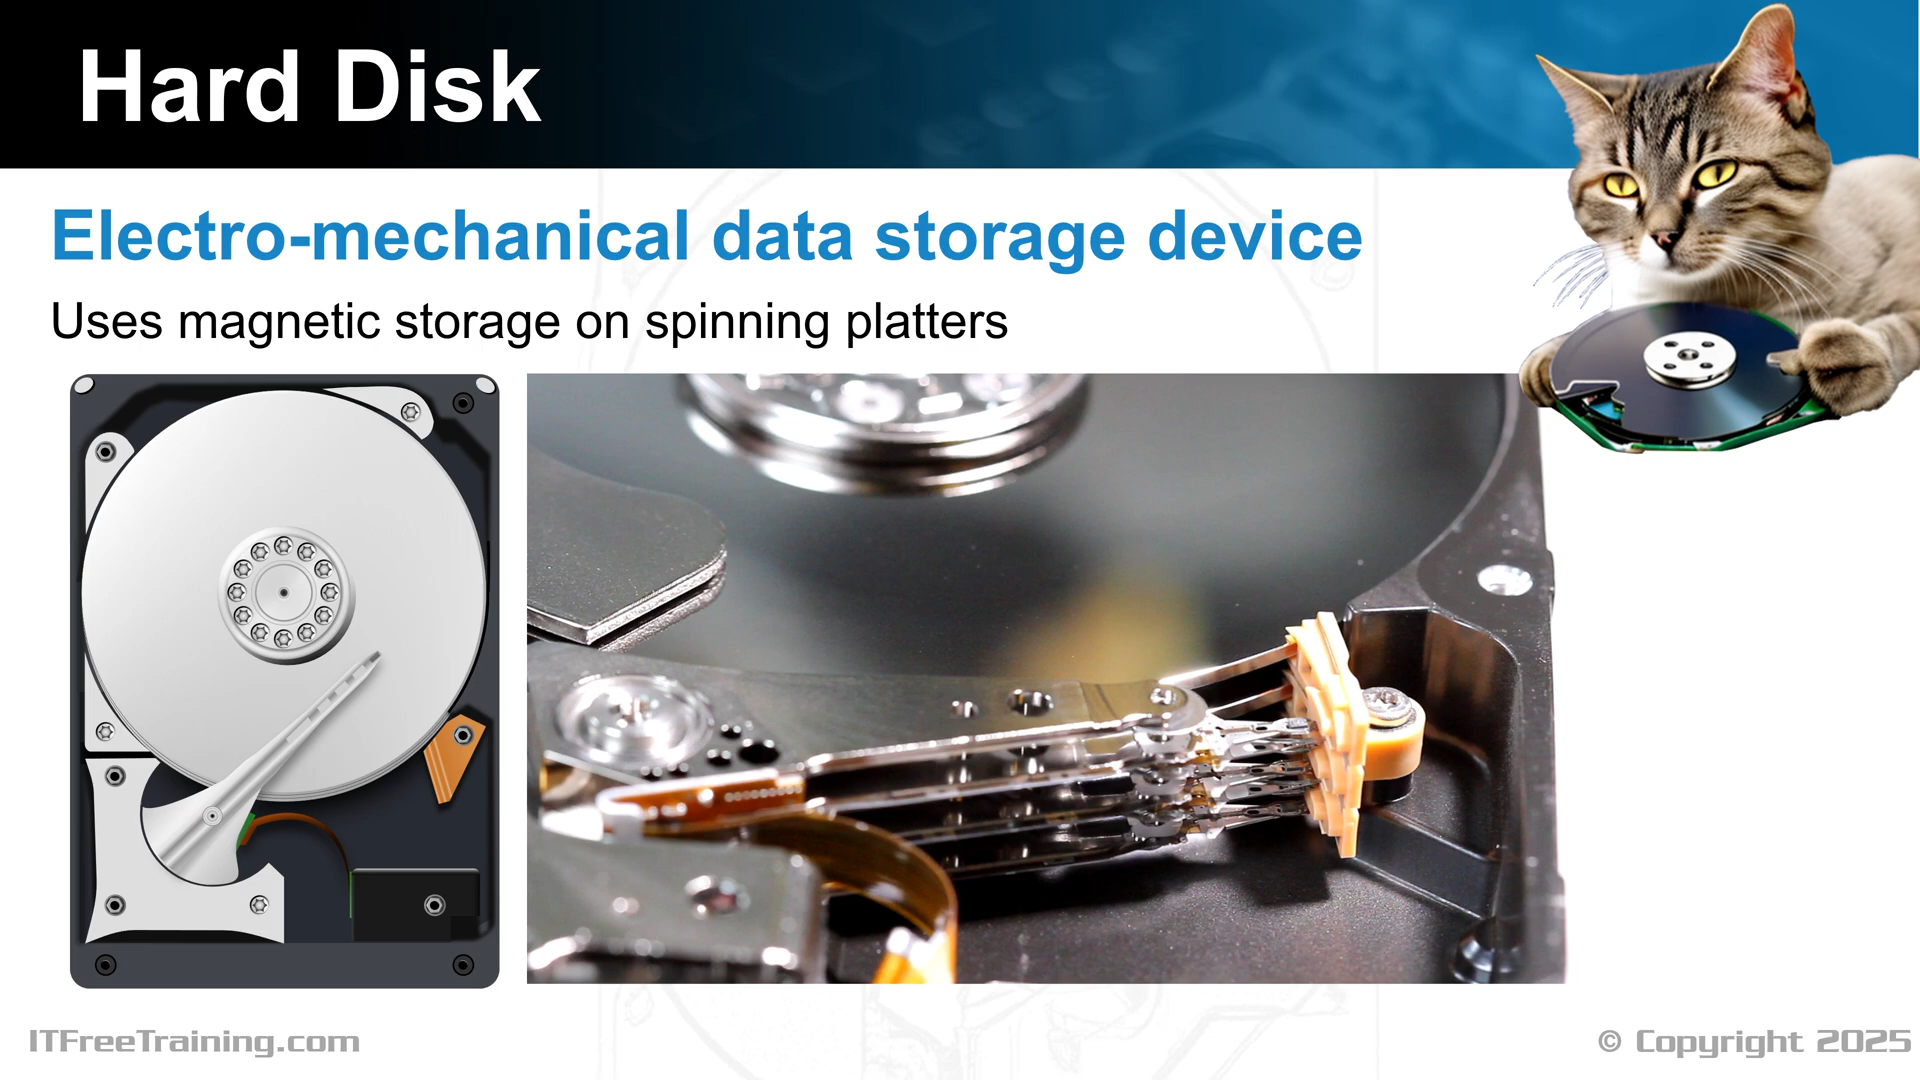 Hard Disk
Electro-mechanical data storage device
Uses magnetic storage on spinning platters
ITFreeTraining.com
© Copyright 2025